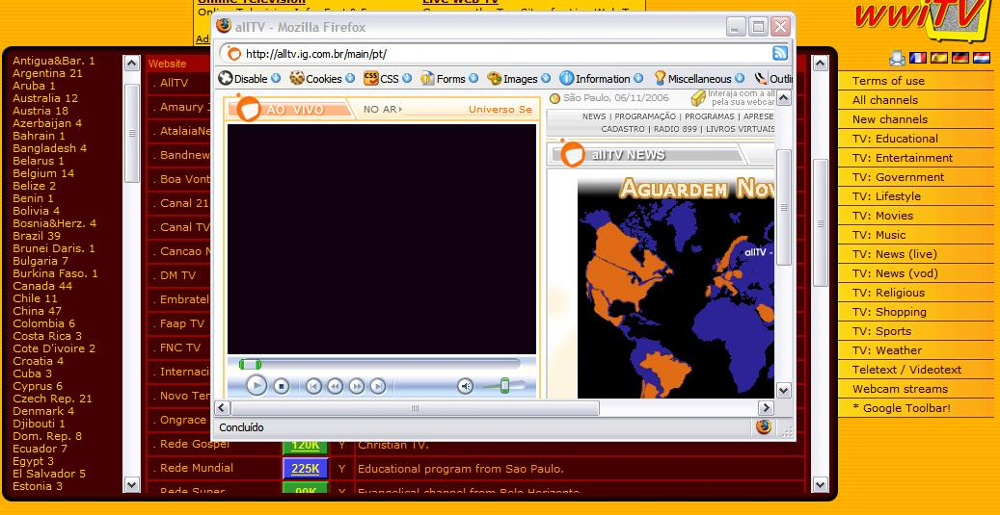 Online Television
Live Web TV
wwiTV
allTV - Mozilla Firefox
http://alltv.ig.com.br/main/pt/
Disable
Cookies
CSS
Forms
Images
Information
Miscellaneous
AO VIVO
NO AR
Universo Se
São Paulo, 06/11/2006
Interaja com a all
pela sua webcar
NEWS | PROGRAMAÇÃO | PROGRAMAS | APRESE
CADASTRO | RADIO 899 | LIVROS VIRTUAIS
allTV NEWS
AGUARDEM NOV
allTV -
Concluído
Antigua&Bar. 1
Argentina 21
Aruba 1
Australia 12
Austria 18
Azerbaijan 4
Bahrain 1
Bangladesh 4
Belarus 1
Belgium 14
Belize 2
Benin 1
Bolivia 4
Bosnia&Herz. 4
Brazil 39
Brunei Daris. 1
Bulgaria 7
Burkina Faso. 1
Canada 44
Chile 11
China 47
Colombia 6
Costa Rica 3
Cote D'ivoire 2
Croatia 4
Cuba 3
Cyprus 6
Czech Rep. 21
Denmark 4
Djibouti 1
Dom. Rep. 8
Ecuador 7
Egypt 3
El Salvador 5
Estonia 3
Website
. AllTV
. Amaury J
. AtalaiaNe
. Bandnew
. Boa Vont
. Canal 21
. Canal TV
. Cancao N
. DM TV
. Embratel
. Faap TV
. FNC TV
. Internaci
. Novo Ter
. Ongrace
. Rede Gospel 120K Y Christian TV.
. Rede Mundial 225K Y Educational program from Sao Paulo.
. Rede Super 90K Y Evangelical channel from Belo Horizonte
Terms of use
All channels
New channels
TV: Educational
TV: Entertainment
TV: Government
TV: Lifestyle
TV: Movies
TV: Music
TV: News (live)
TV: News (vod)
TV: Religious
TV: Shopping
TV: Sports
TV: Weather
Teletext / Videotext
Webcam streams
* Google Toolbar!